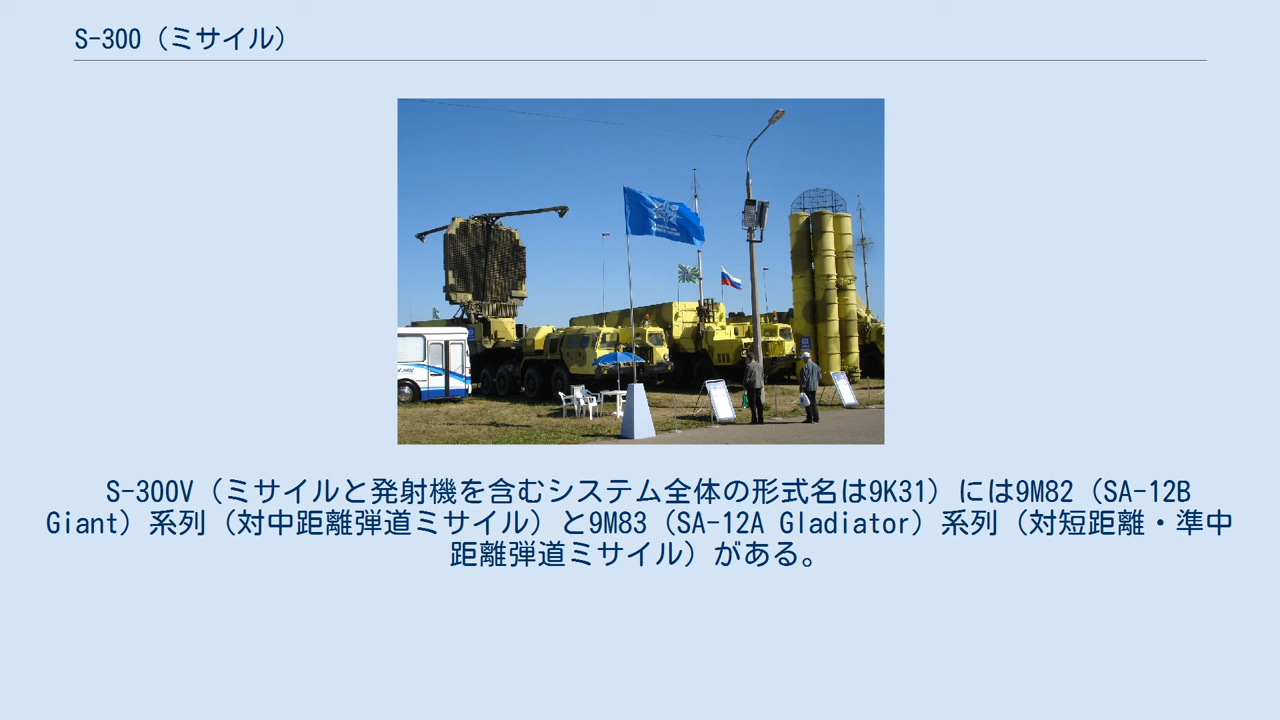 S-300（ミサイル）
S-300V（ミサイルと発射機を含むシステム全体の形式名は9K31）には9M82（SA-12B
Giant）系列（対中距離弾道ミサイル）と9M83（SA-12A Gladiator）系列（対短距離・準中
距離弾道ミサイル）がある。